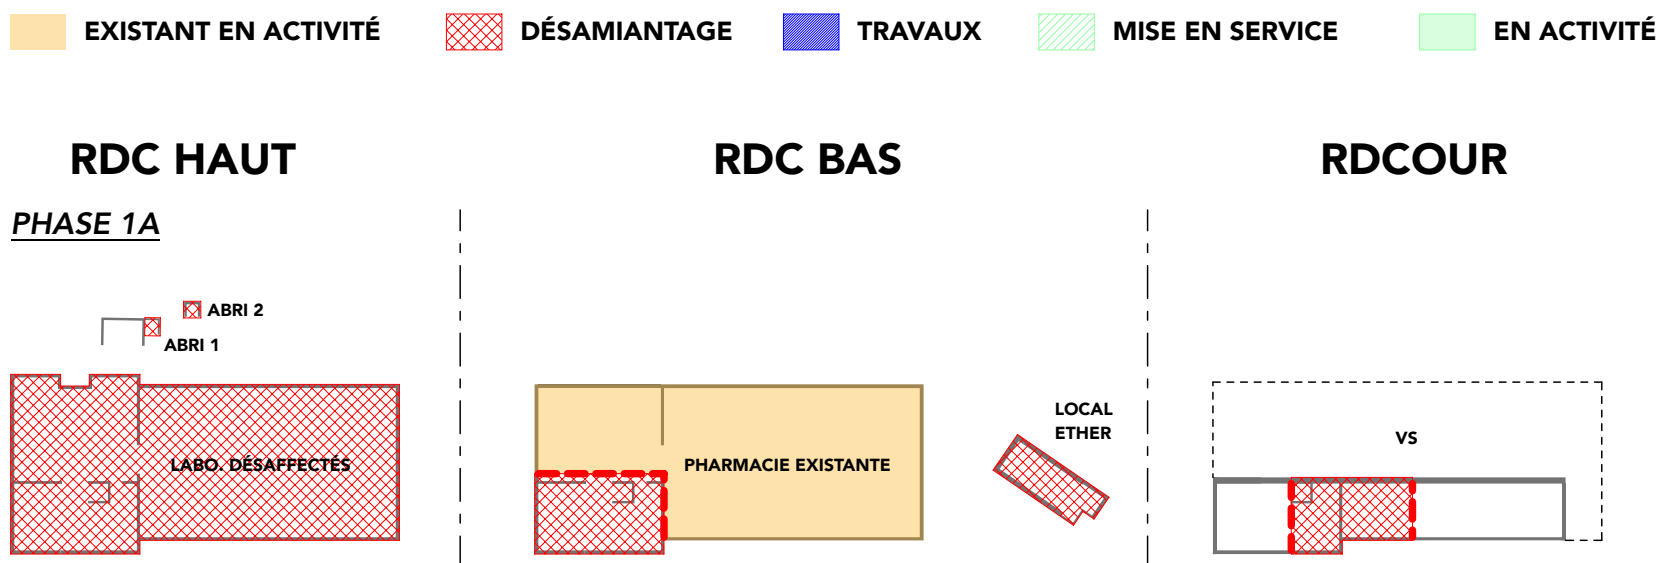 EXISTANT EN ACTIVITÉ
DÉSAMIANTAGE
TRAVAUX
MISE EN SERVICE
EN ACTIVITÉ
RDC HAUT
RDC BAS
RDCOUR
PHASE 1A
ABRI 2
ABRI 1
LABO. DÉSAFFECTÉS
PHARMACIE EXISTANTE
LOCAL
ETHER
VS